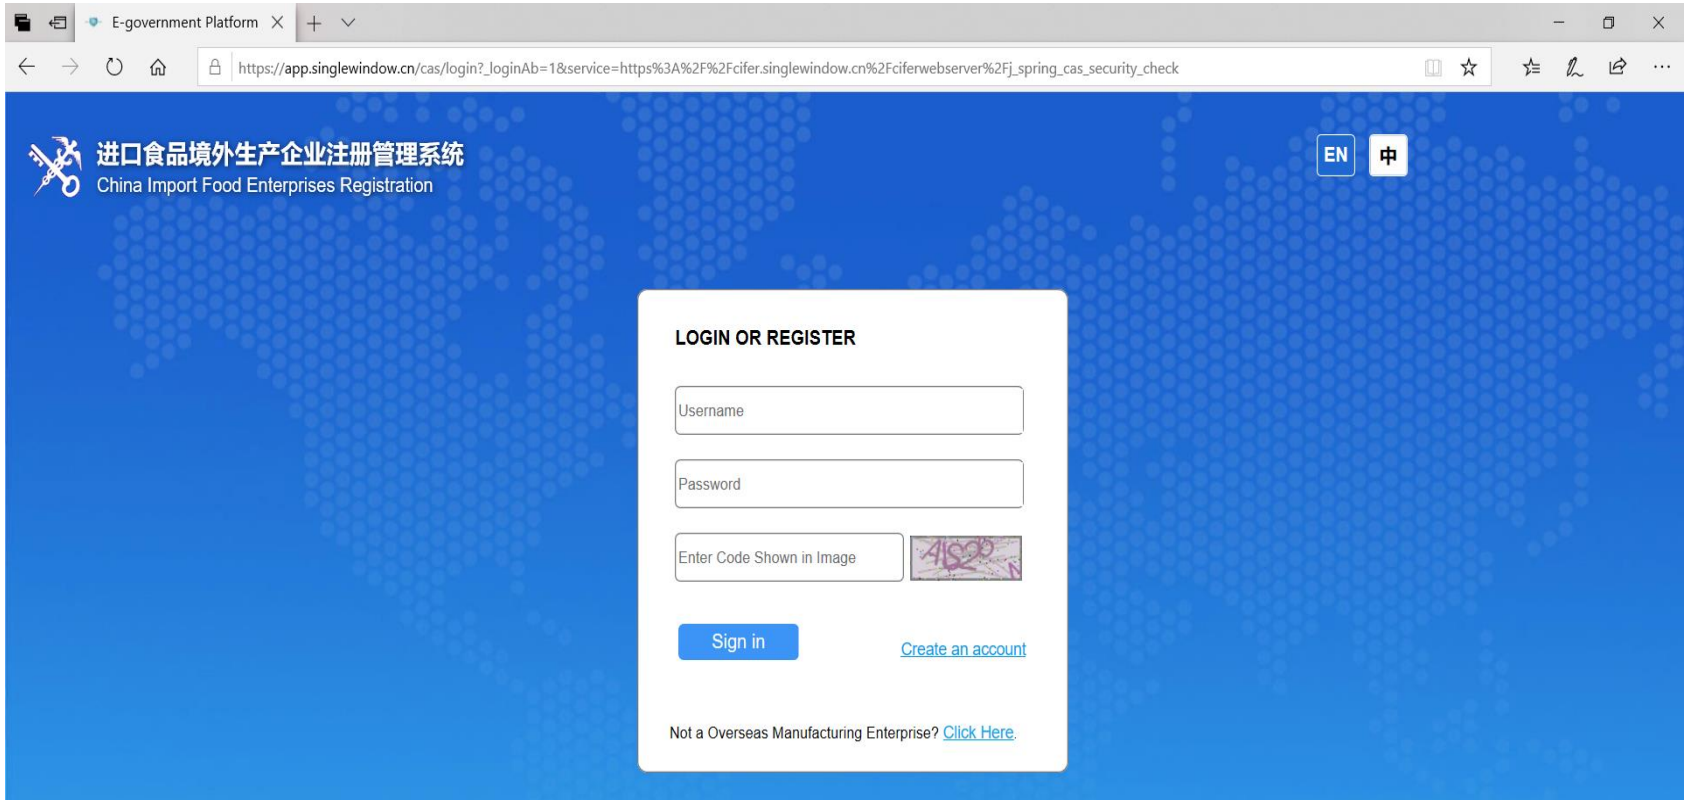 E-government Platform
https://app.singlewindow.cn/cas/login?_loginAb=1&service=https%3A%2F%2Fcifer.singlewindow.cn%2Fciferwebserver%2Fj_spring_cas_security_check
进口食品境外生产企业注册管理系统
China Import Food Enterprises Registration
EN 中
LOGIN OR REGISTER
Username
Password
Enter Code Shown in Image
Sign in
Create an account
Not a Overseas Manufacturing Enterprise? Click Here.